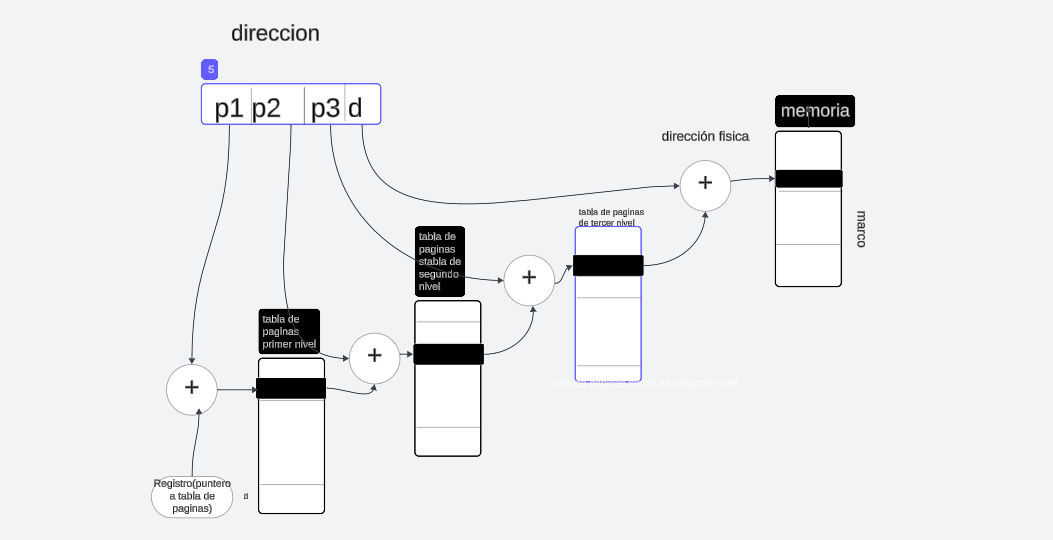 direccion
5
p1 p2 p3 d
memoria
dirección fisica
marco
tabla de paginas
de tercer nivel
tabla de
paginas
stabla de
segundo
nivel
+
+
+
+
tabla de
paginas
primer nivel
Registro(puntero
a tabla de
paginas)